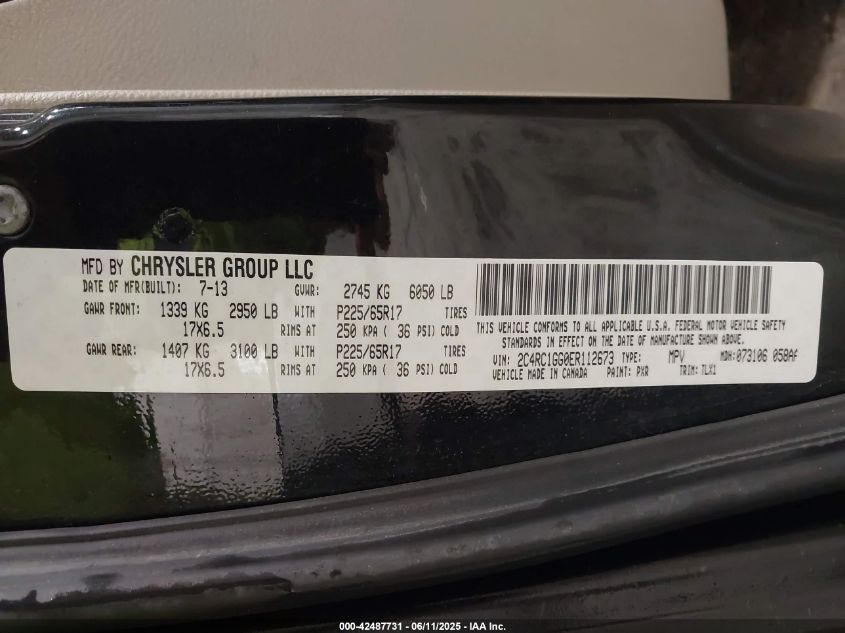 MFD BY CHRYSLER GROUP LLC
DATE OF MFR(BUILT): 7-13 GVWR: 2745 KG 6050 LB
GAWR FRONT: 1339 KG 2950 LB WITH P225/65R17 TIRES
17X6.5 RIMS AT 250 KPA ( 36 PSI) COLD
GAWR REAR: 1407 KG 3100 LB WITH P225/65R17 TIRES
17X6.5 RIMS AT 250 KPA ( 36 PSI) COLD
THIS VEHICLE CONFORMS TO ALL APPLICABLE U.S.A. FEDERAL MOTOR VEHICLE SAFETY
STANDARDS IN EFFECT ON THE DATE OF MANUFACTURE SHOWN ABOVE.
VIN: 2C4RC1GG0ER112673 TYPE: MPV MDH: 073106 058AF
VEHICLE MADE IN CANADA PAINT: PXR TRIM: TLX1
000-42487731 - 06/11/2025 - IAA Inc.